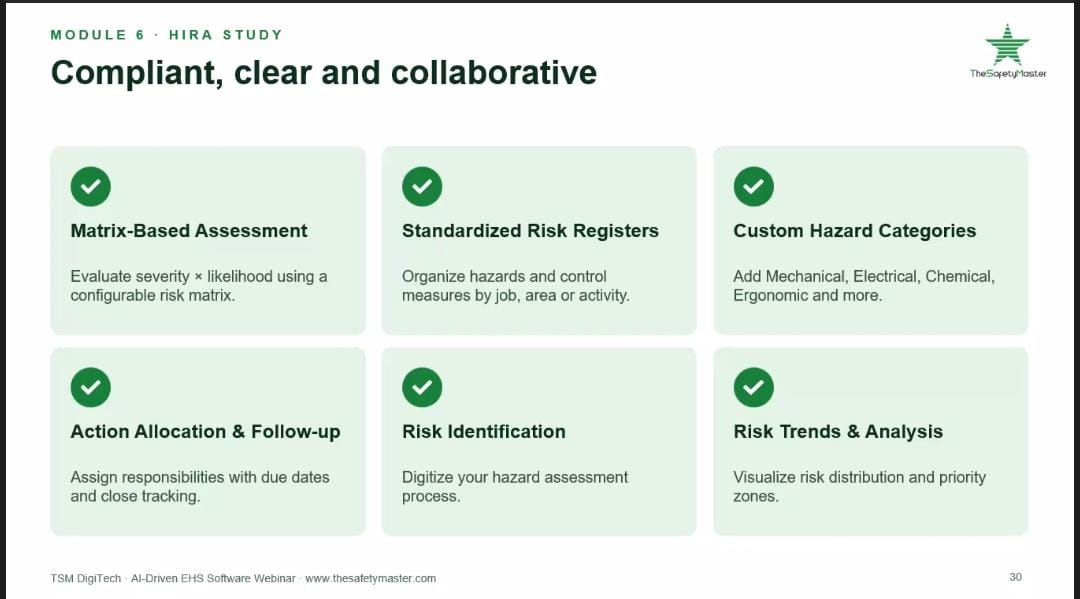 MODULE 6 · HIRA STUDY
Compliant, clear and collaborative
TheSafetyMaster
Matrix-Based Assessment
Evaluate severity × likelihood using a
configurable risk matrix.
Standardized Risk Registers
Organize hazards and control
measures by job, area or activity.
Custom Hazard Categories
Add Mechanical, Electrical, Chemical,
Ergonomic and more.
Action Allocation & Follow-up
Assign responsibilities with due dates
and close tracking.
Risk Identification
Digitize your hazard assessment
process.
Risk Trends & Analysis
Visualize risk distribution and priority
zones.
TSM DigiTech · AI-Driven EHS Software Webinar · www.thesafetymaster.com
30